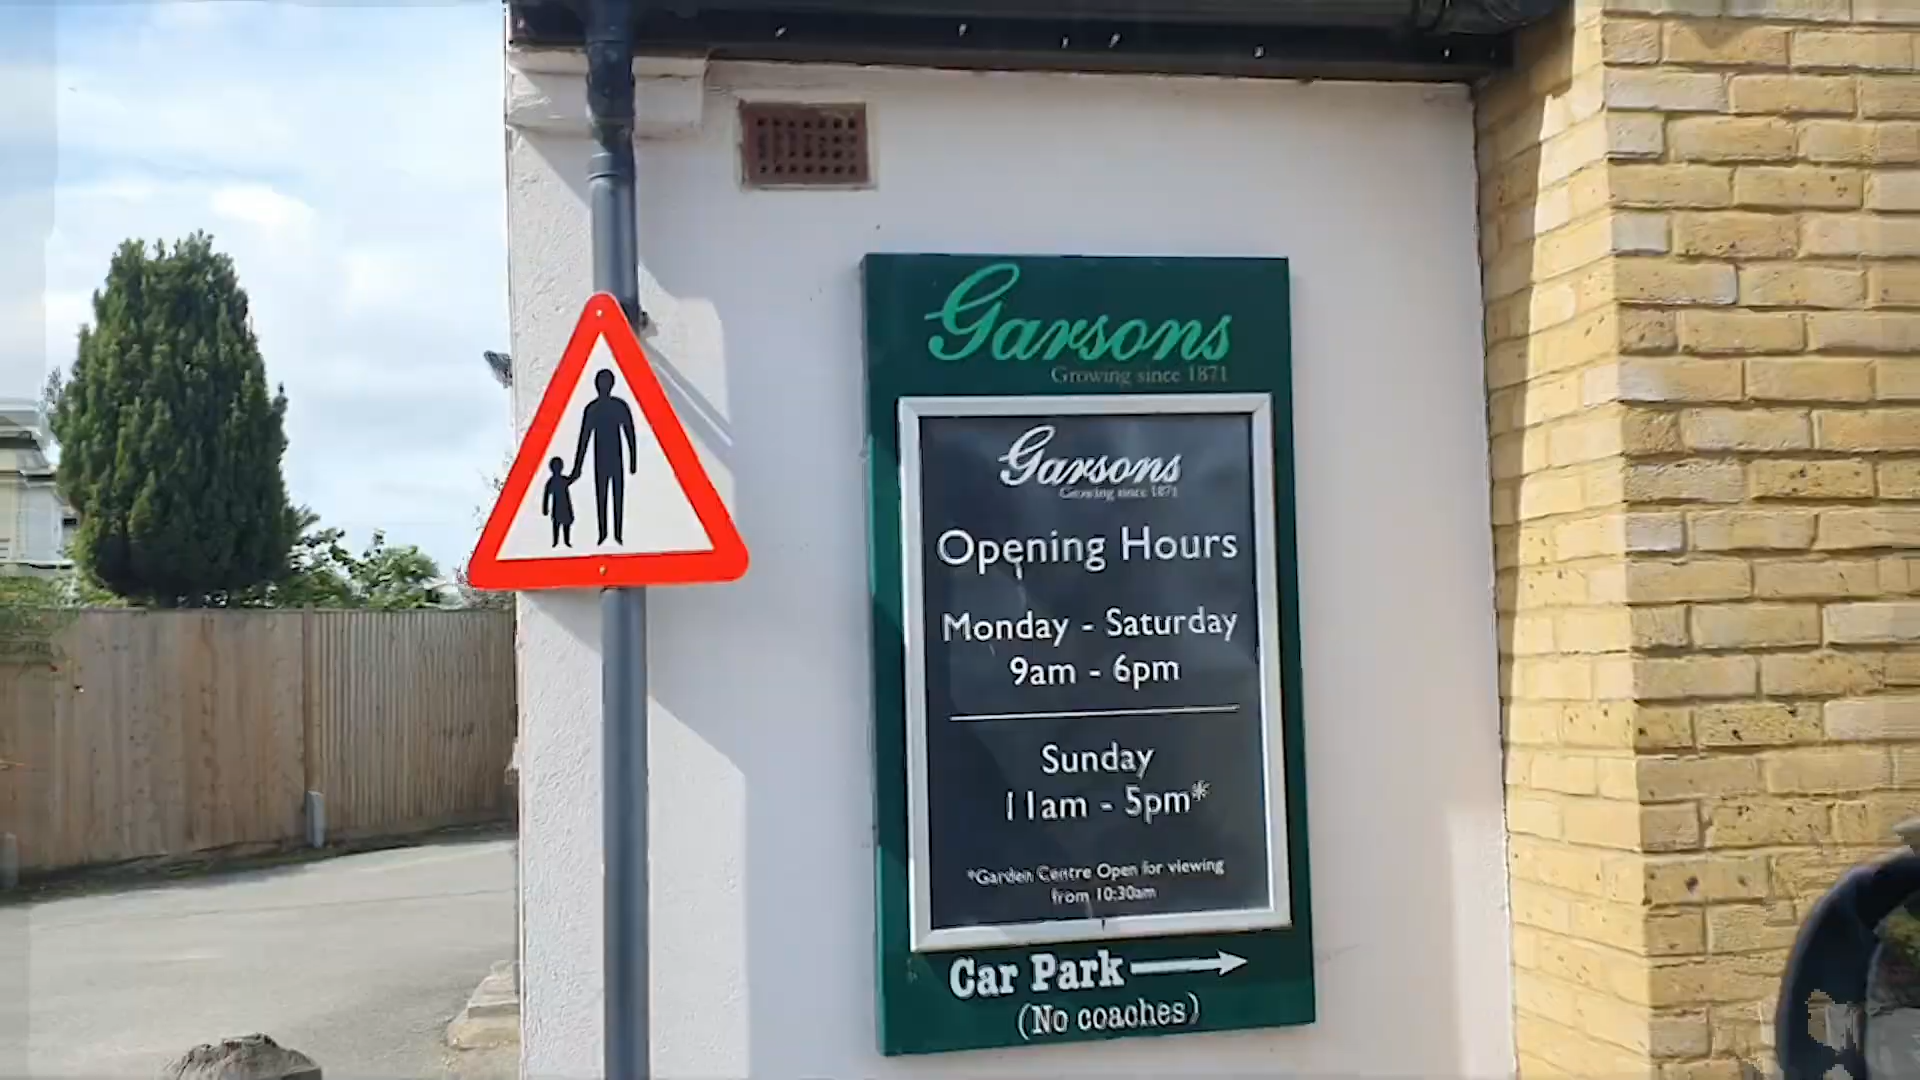 Garsons
Growing since 1871
Garsons
Growing since 1871
Opening Hours
Monday - Saturday
9am - 6pm
Sunday
11am - 5pm*
*Garden Centre Open for viewing
from 10:30am
Car Park
(No coaches)